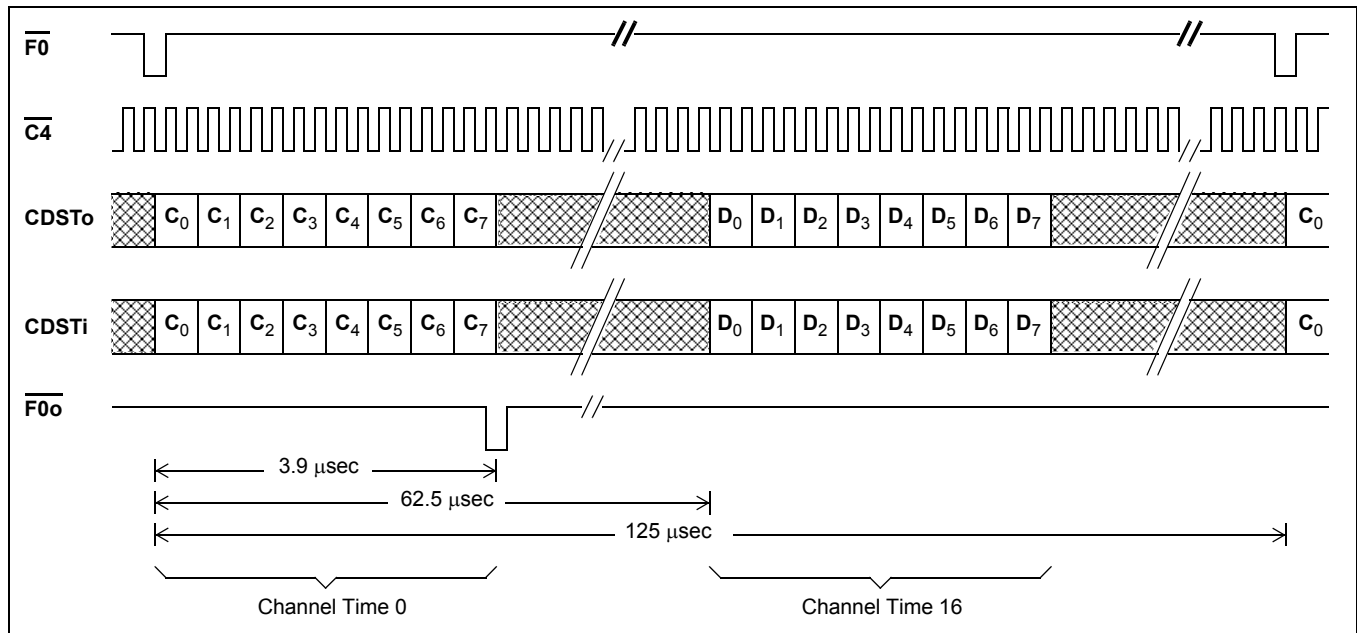 F0
C4
CDSTo C0 C1 C2 C3 C4 C5 C6 C7 D0 D1 D2 D3 D4 D5 D6 D7 C0
CDSTi C0 C1 C2 C3 C4 C5 C6 C7 D0 D1 D2 D3 D4 D5 D6 D7 C0
F0o
3.9 μsec
62.5 μsec
125 μsec
Channel Time 0 Channel Time 16